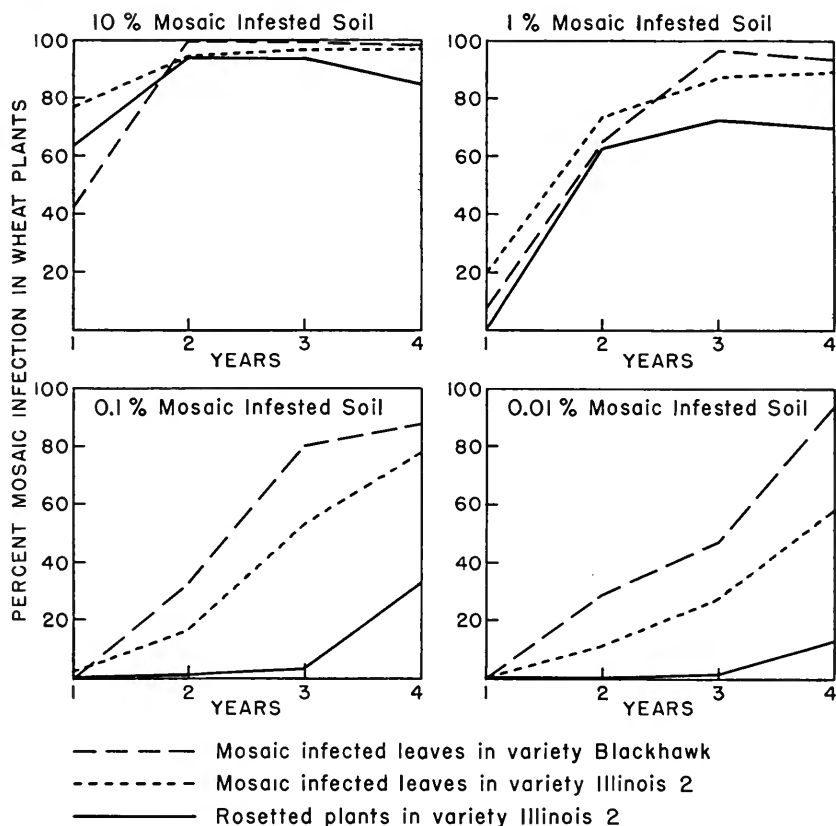 10 % Mosaic Infested Soil
1 % Mosaic Infested Soil
PERCENT MOSAIC INFECTION IN WHEAT PLANTS
100
80
60
40
20
1 2 3 4
YEARS
100
80
60
40
20
1 2 3 4
YEARS
0.1 % Mosaic Infested Soil
0.01 % Mosaic Infested Soil
100
80
60
40
20
1 2 3 4
YEARS
100
80
60
40
20
1 2 3 4
YEARS
Mosaic infected leaves in variety Blackhawk
Mosaic infected leaves in variety Illinois 2
Rosetted plants in variety Illinois 2